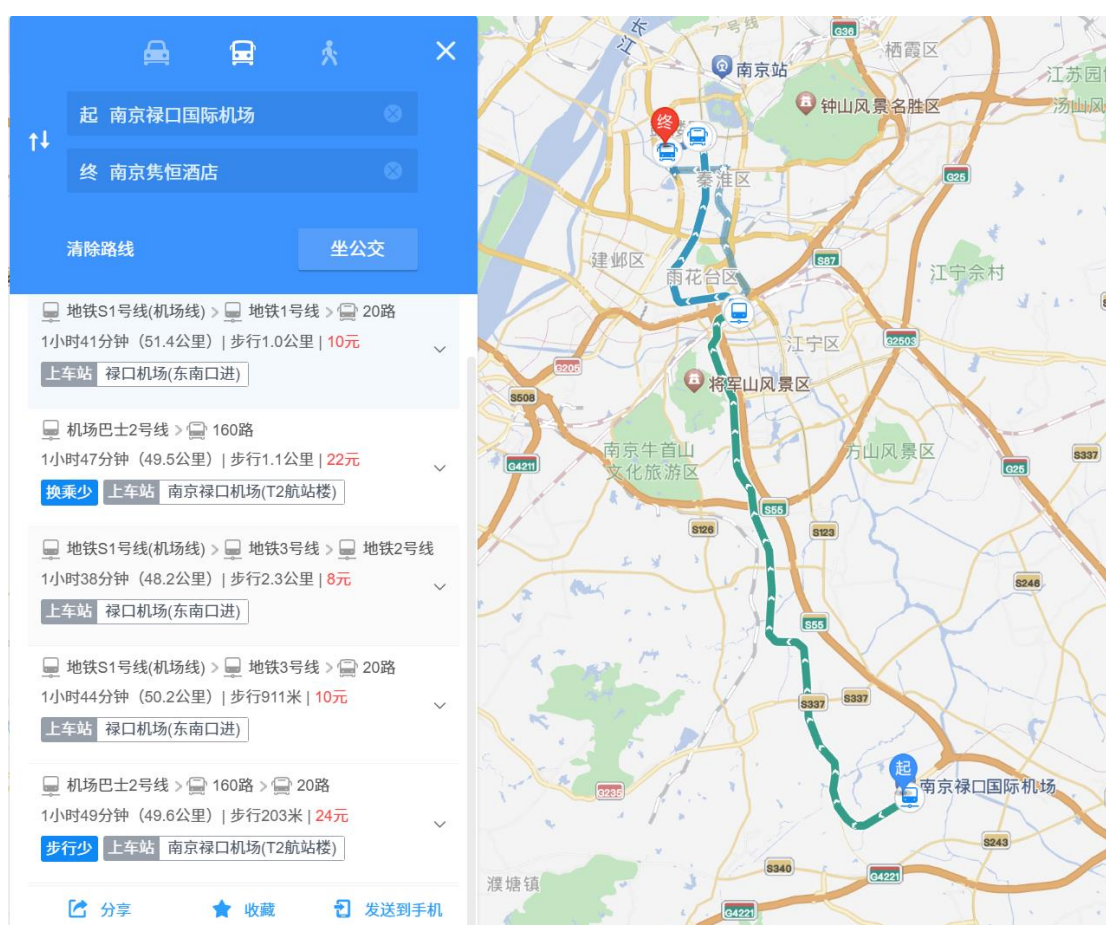 起 南京禄口国际机场
终 南京隽恒酒店
清除路线
坐公交
地铁S1号线(机场线) > 地铁1号线 > 20路
1小时41分钟（51.4公里）| 步行1.0公里 | 10元
上车站 禄口机场(东南口进)
机场巴士2号线 > 160路
1小时47分钟（49.5公里）| 步行1.1公里 | 22元
换乘少 上车站 南京禄口机场(T2航站楼)
地铁S1号线(机场线) > 地铁3号线 > 地铁2号线
1小时38分钟（48.2公里）| 步行2.3公里 | 8元
上车站 禄口机场(东南口进)
地铁S1号线(机场线) > 地铁3号线 > 20路
1小时44分钟（50.2公里）| 步行911米 | 10元
上车站 禄口机场(东南口进)
机场巴士2号线 > 160路 > 20路
1小时49分钟（49.6公里）| 步行203米 | 24元
步行少 上车站 南京禄口机场(T2航站楼)
分享
收藏
发送到手机
长
江
7号线
G36
栖霞区
南京站
江苏园
钟山风景名胜区
汤山风
终
秦淮区
G25
建邺区
S87
雨花台区
江宁佘村
江宁区
G2503
G205
将军山风景区
S508
南京牛首山
文化旅游区
方山风景区
S337
G4211
G25
S55
S126
S123
S246
S55
S337
S337
起
南京禄口国际机场
G235
S243
S340
G4221
濮塘镇
G4221